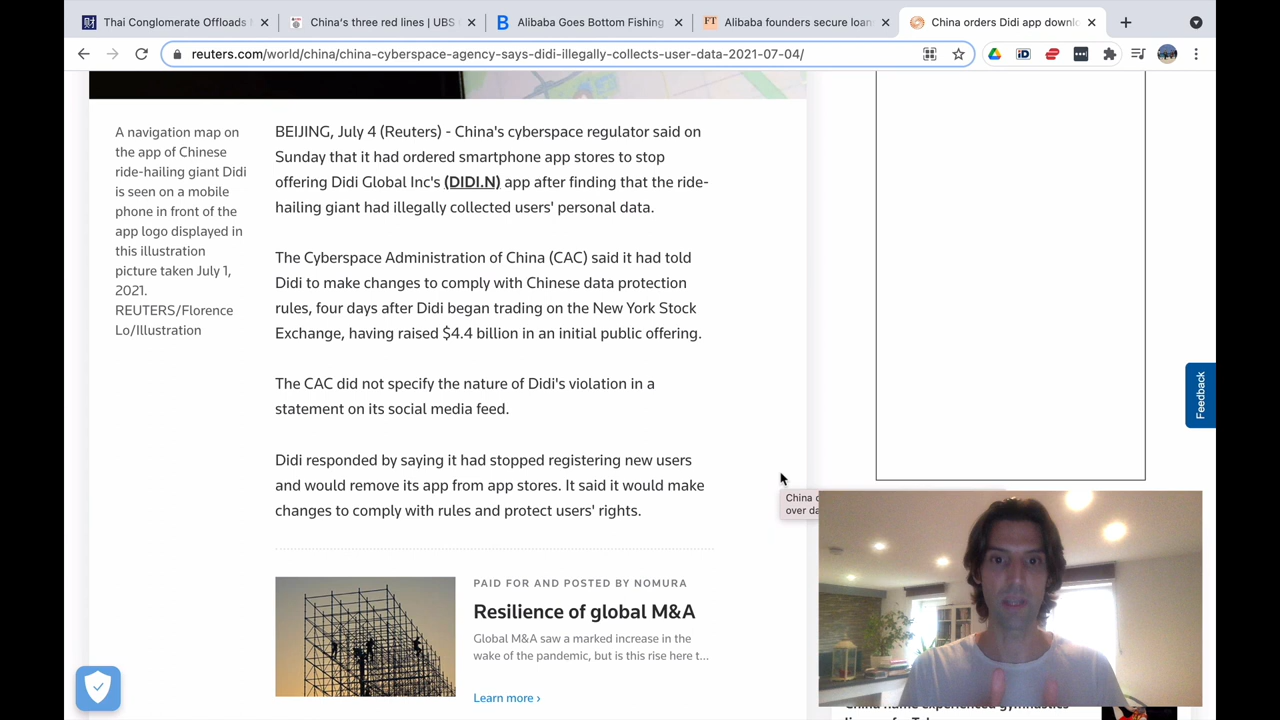 Thai Conglomerate Offloads
China's three red lines | UBS
Alibaba Goes Bottom Fishing
Alibaba founders secure loan
China orders Didi app downl
reuters.com/world/china/china-cyberspace-agency-says-didi-illegally-collects-user-data-2021-07-04/
A navigation map on
the app of Chinese
ride-hailing giant Didi
is seen on a mobile
phone in front of the
app logo displayed in
this illustration
picture taken July 1,
2021.
REUTERS/Florence
Lo/Illustration
BEIJING, July 4 (Reuters) - China's cyberspace regulator said on
Sunday that it had ordered smartphone app stores to stop
offering Didi Global Inc's (DIDI.N) app after finding that the ride-
hailing giant had illegally collected users' personal data.
The Cyberspace Administration of China (CAC) said it had told
Didi to make changes to comply with Chinese data protection
rules, four days after Didi began trading on the New York Stock
Exchange, having raised $4.4 billion in an initial public offering.
The CAC did not specify the nature of Didi's violation in a
statement on its social media feed.
Didi responded by saying it had stopped registering new users
and would remove its app from app stores. It said it would make
changes to comply with rules and protect users' rights.
PAID FOR AND POSTED BY NOMURA
Resilience of global M&A
Global M&A saw a marked increase in the
wake of the pandemic, but is this rise here t...
Learn more ›
Feedback
China o
over da